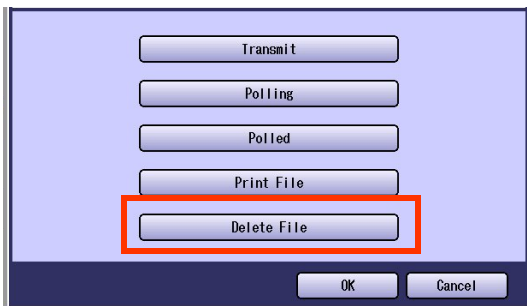 Transmit
Polling
Polled
Print File
Delete File
OK Cancel